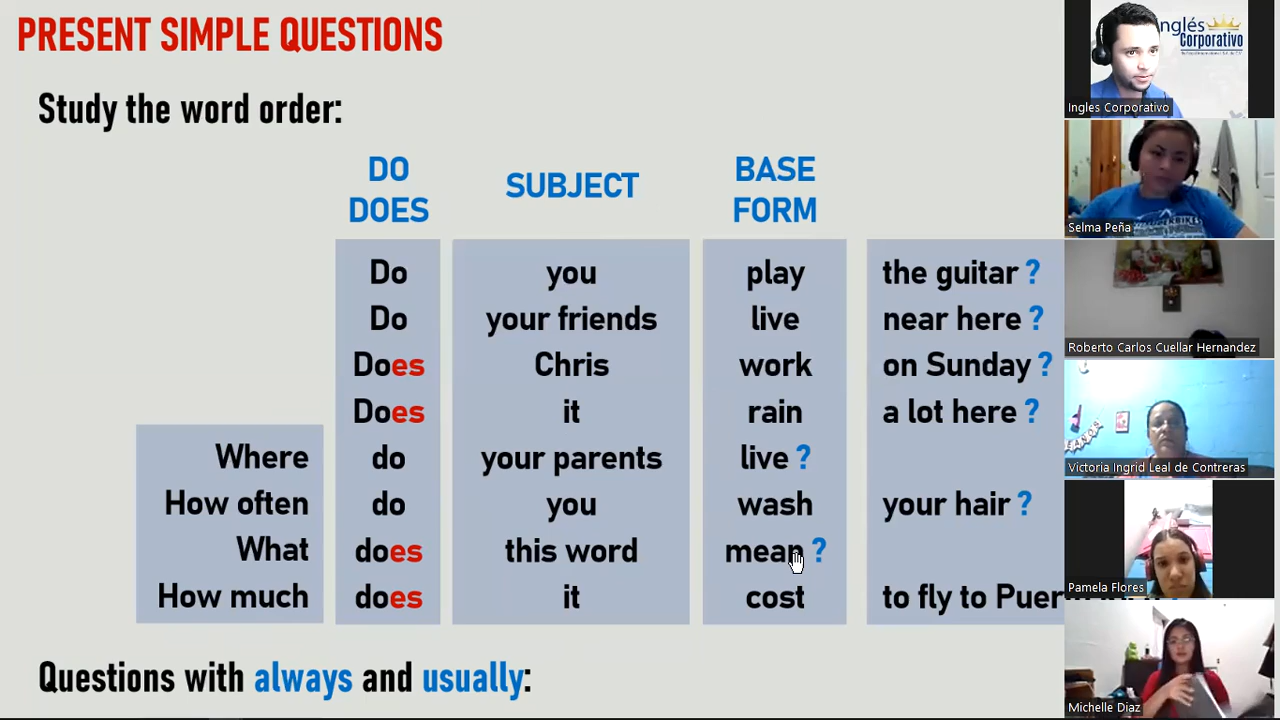 PRESENT SIMPLE QUESTIONS
Study the word order:
DO
DOES
SUBJECT
BASE
FORM
Do you play the guitar ?
Do your friends live near here ?
Does Chris work on Sunday ?
Does it rain a lot here ?
Where do your parents live ?
How often do you wash your hair ?
What does this word mean ?
How much does it cost to fly to
Questions with always and usually:
Inglés
Corporativo
Ingles Corporativo
Selma Peña
Roberto Carlos Cuellar Hernandez
Victoria Ingrid Leal de Contreras
Pamela Flores
Michelle Diaz